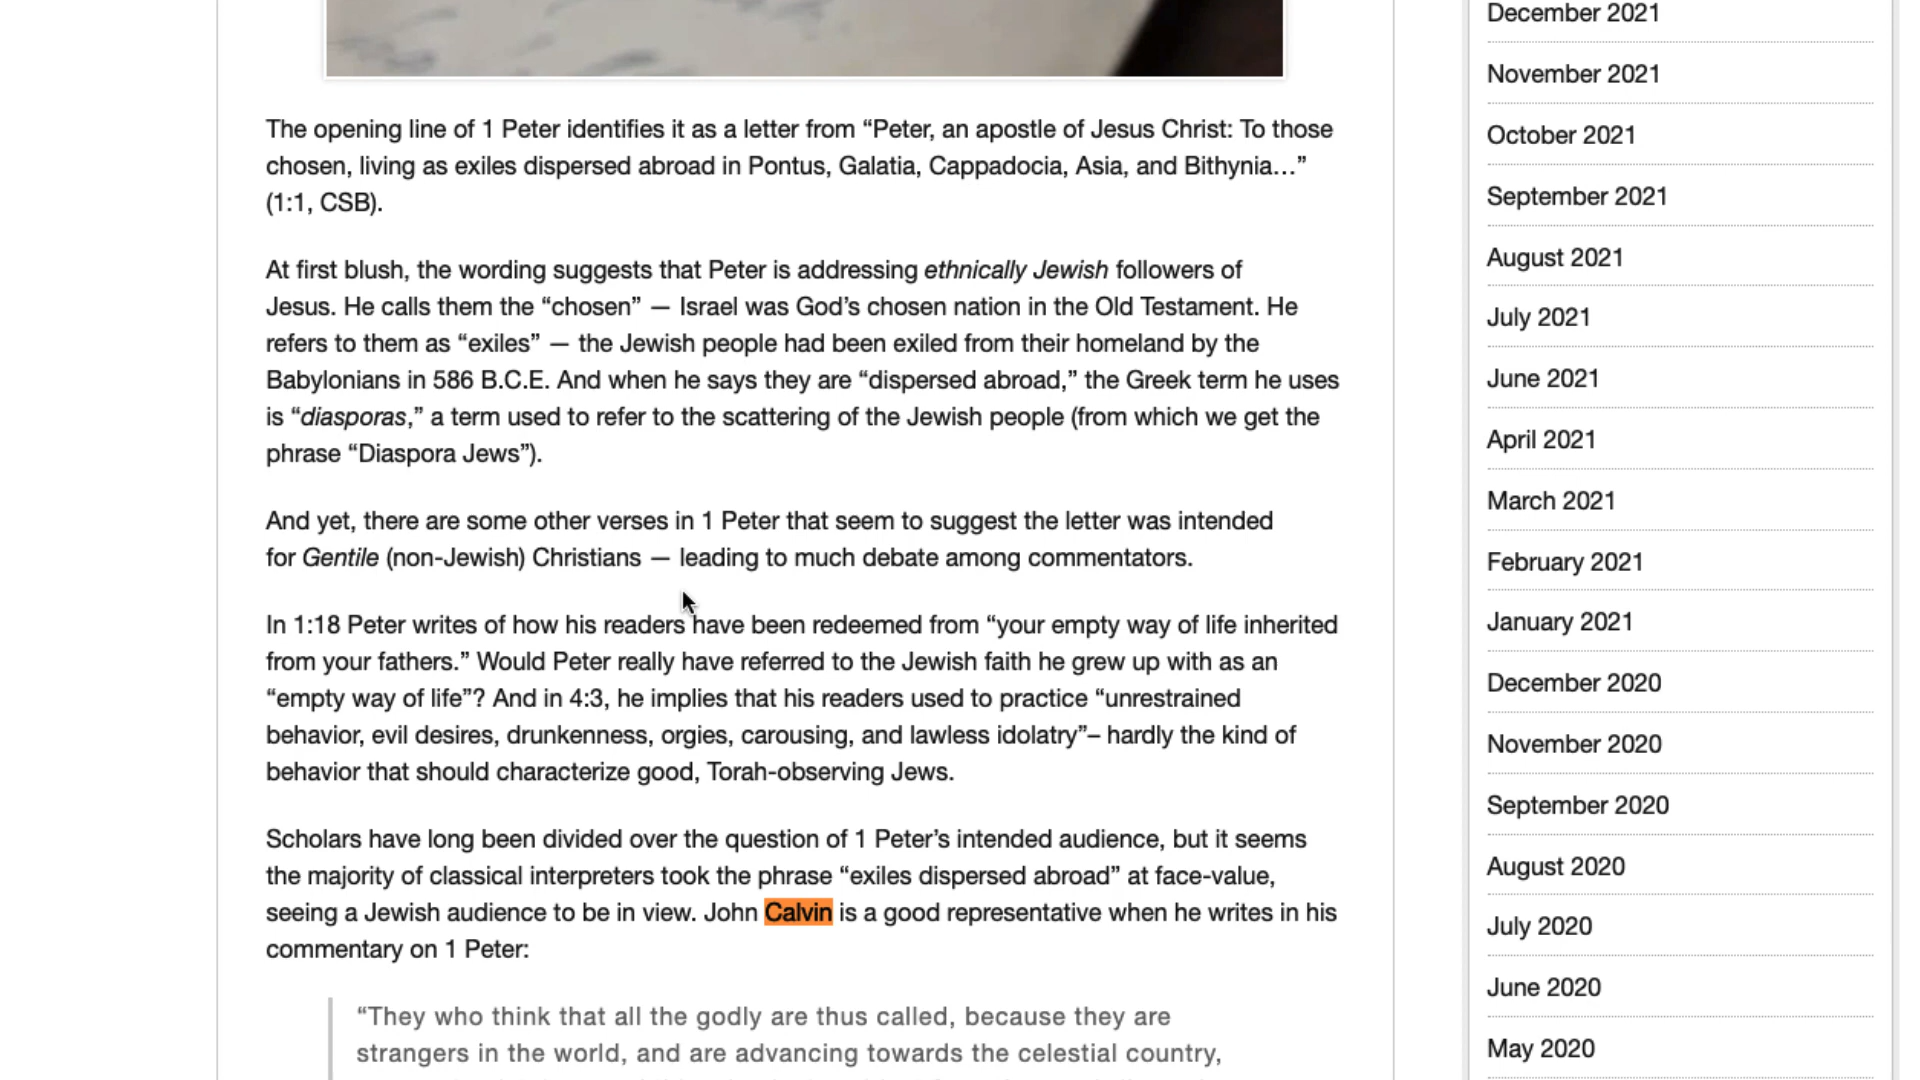 The opening line of 1 Peter identifies it as a letter from “Peter, an apostle of Jesus Christ: To those
chosen, living as exiles dispersed abroad in Pontus, Galatia, Cappadocia, Asia, and Bithynia…”
(1:1, CSB).
At first blush, the wording suggests that Peter is addressing ethnically Jewish followers of
Jesus. He calls them the “chosen” — Israel was God’s chosen nation in the Old Testament. He
refers to them as “exiles” — the Jewish people had been exiled from their homeland by the
Babylonians in 586 B.C.E. And when he says they are “dispersed abroad,” the Greek term he uses
is “diasporas,” a term used to refer to the scattering of the Jewish people (from which we get the
phrase “Diaspora Jews”).
And yet, there are some other verses in 1 Peter that seem to suggest the letter was intended
for Gentile (non-Jewish) Christians — leading to much debate among commentators.
In 1:18 Peter writes of how his readers have been redeemed from “your empty way of life inherited
from your fathers.” Would Peter really have referred to the Jewish faith he grew up with as an
“empty way of life”? And in 4:3, he implies that his readers used to practice “unrestrained
behavior, evil desires, drunkenness, orgies, carousing, and lawless idolatry”– hardly the kind of
behavior that should characterize good, Torah-observing Jews.
Scholars have long been divided over the question of 1 Peter’s intended audience, but it seems
the majority of classical interpreters took the phrase “exiles dispersed abroad” at face-value,
seeing a Jewish audience to be in view. John Calvin is a good representative when he writes in his
commentary on 1 Peter:
“They who think that all the godly are thus called, because they are
strangers in the world, and are advancing towards the celestial country,
December 2021
November 2021
October 2021
September 2021
August 2021
July 2021
June 2021
April 2021
March 2021
February 2021
January 2021
December 2020
November 2020
September 2020
August 2020
July 2020
June 2020
May 2020